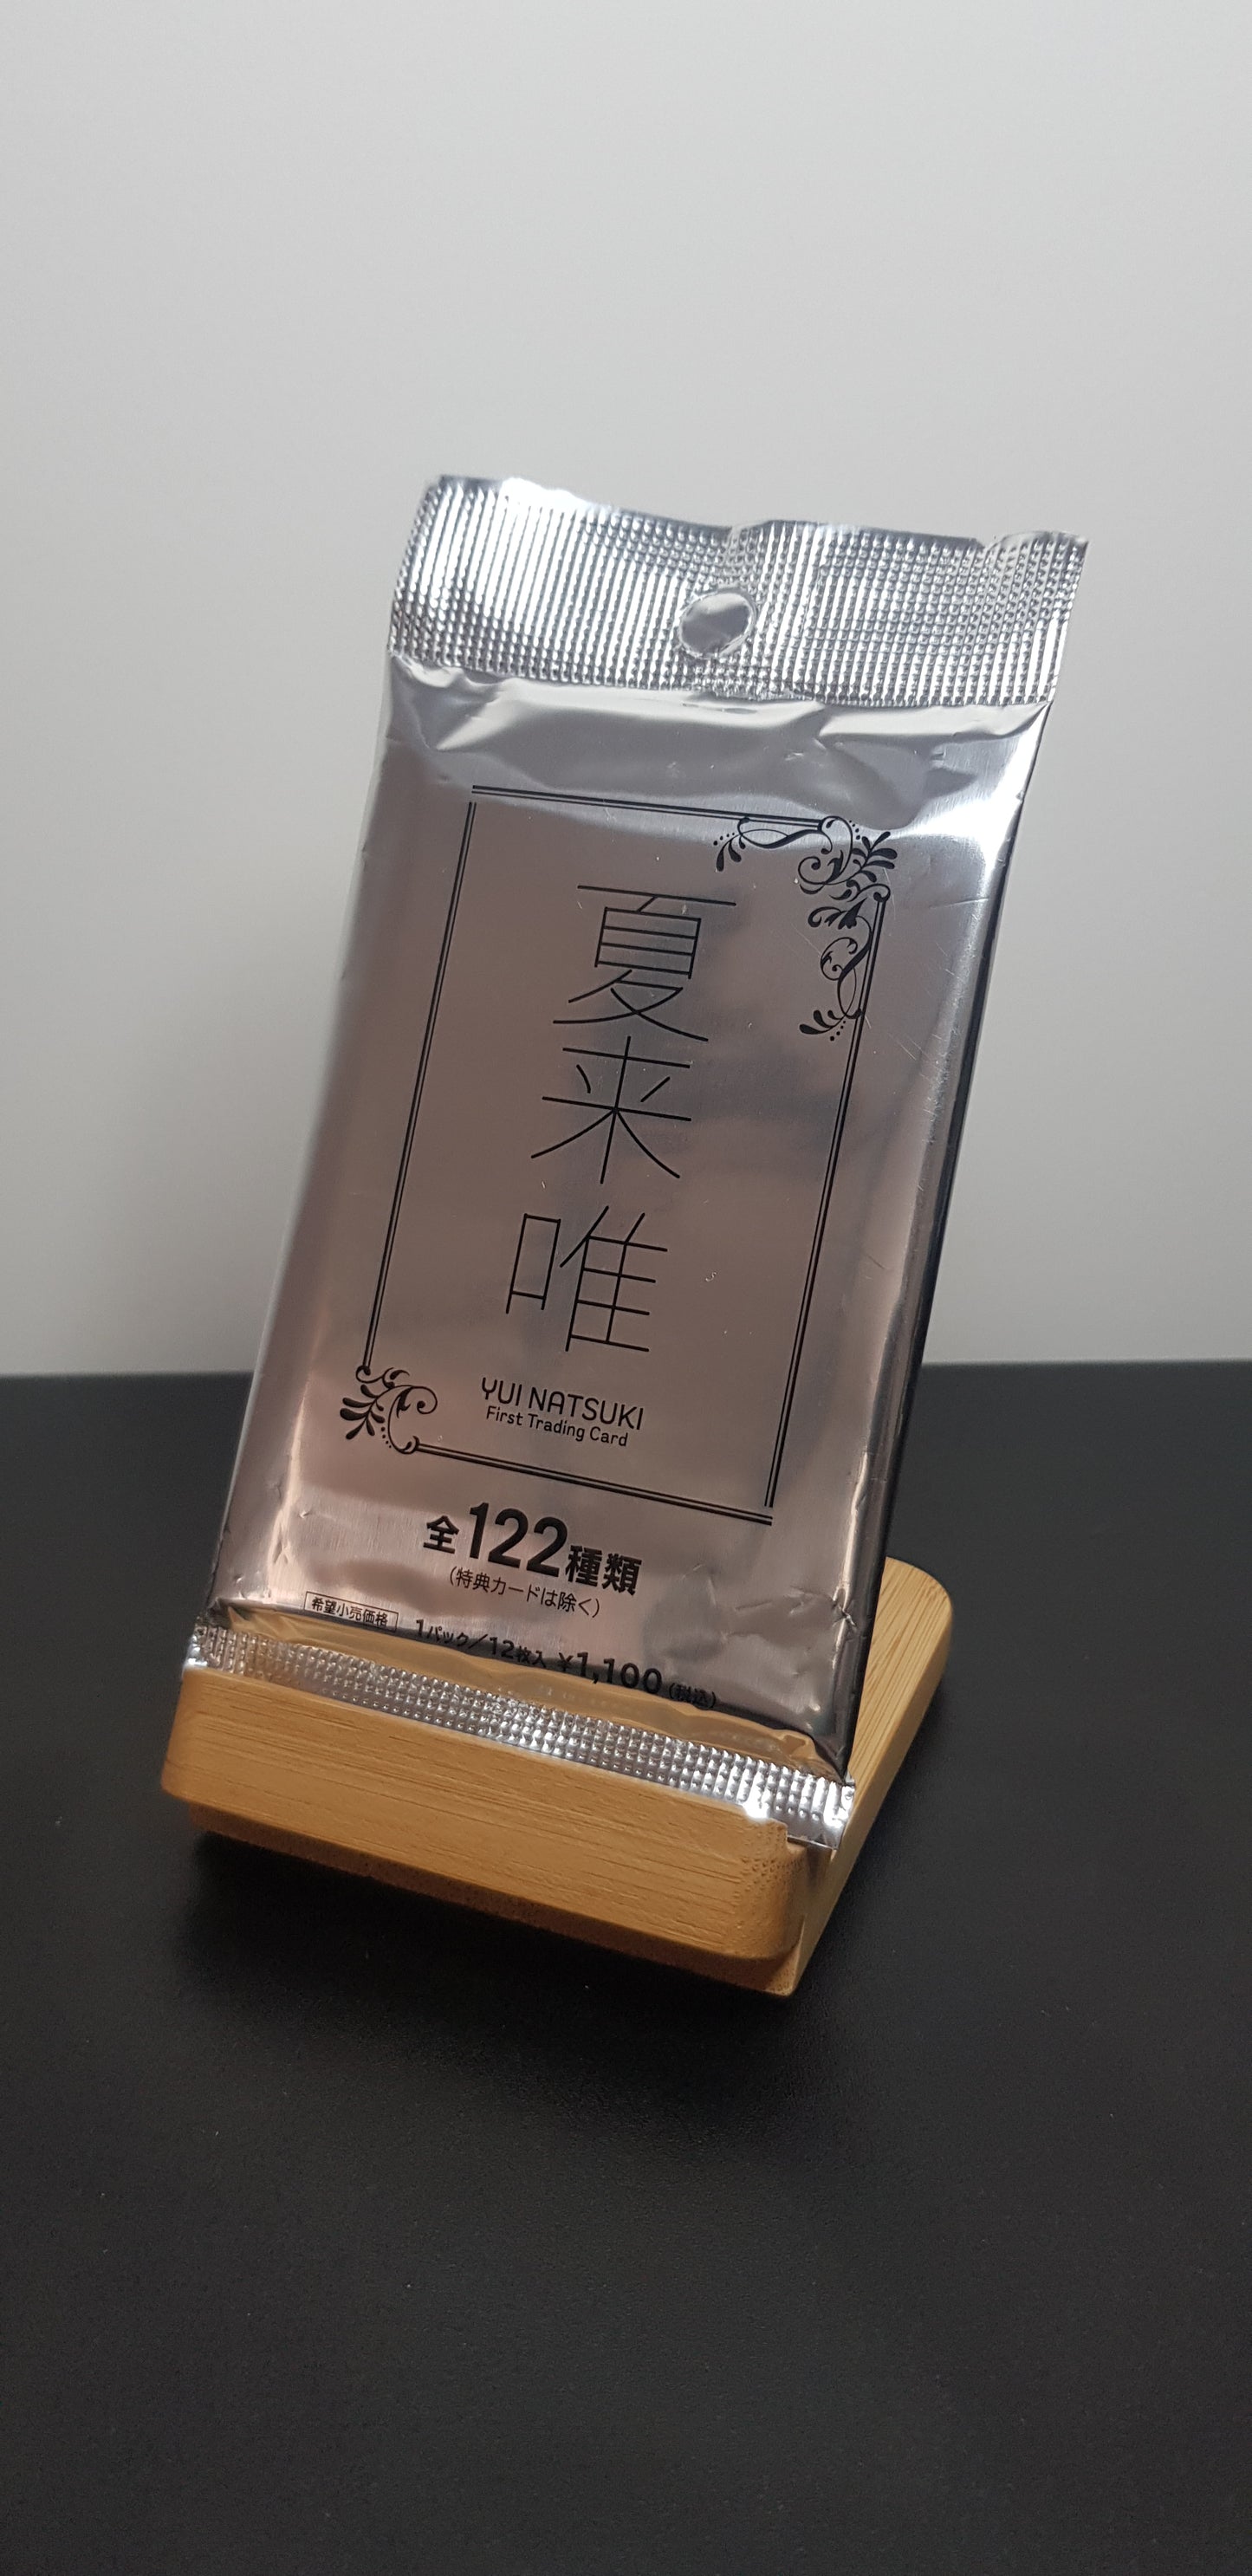 夏来唯
YUI NATSUKI
First Trading Card
全122種類
(特典カードは除く)
希望小売価格 1パック/12枚入 ¥1,100(税込)